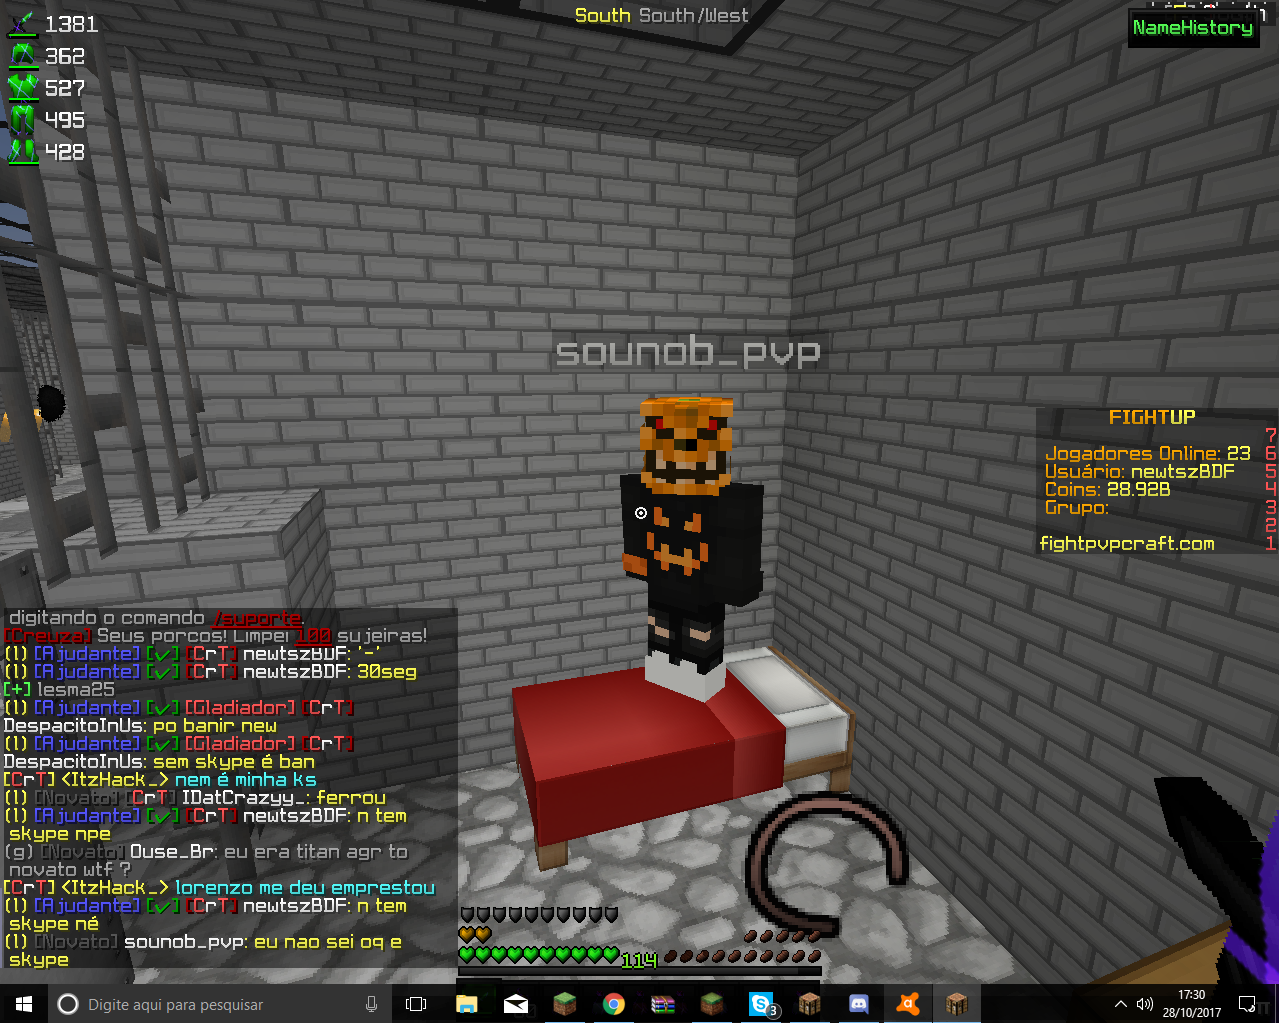 1381
362
527
495
428
South South/West
NameHistory
sounob_pvp
FIGHTUP
7
Jogadores Online: 23 6
Usuário: newtszBDF 5
Coins: 28.92B 4
Grupo: 3
2
fightpvpcraft.com 1
digitando o comando /suporte.
[Creuza] Seus porcos! Limpei 100 sujeiras!
(l) [Ajudante] [✓] [CrT] newtszBDF: '-'
(l) [Ajudante] [✓] [CrT] newtszBDF: 30seg
[+] lesma25
(l) [Ajudante] [✓] [Gladiador] [CrT]
DespacitoInUs: po banir new
(l) [Ajudante] [✓] [Gladiador] [CrT]
DespacitoInUs: sem skype é ban
[CrT] <ItzHack_> nem é minha ks
(l) [Novato] [CrT] IDatCrazyy_: ferrou
(l) [Ajudante] [✓] [CrT] newtszBDF: n tem
skype npe
(g) [Novato] Ouse_Br: eu era titan agr to
novato wtf ?
[CrT] <ItzHack_> lorenzo me deu emprestou
(l) [Ajudante] [✓] [CrT] newtszBDF: n tem
skype né
(l) [Novato] sounob_pvp: eu nao sei oq e
skype
114
Digite aqui para pesquisar
3
17:30
28/10/2017